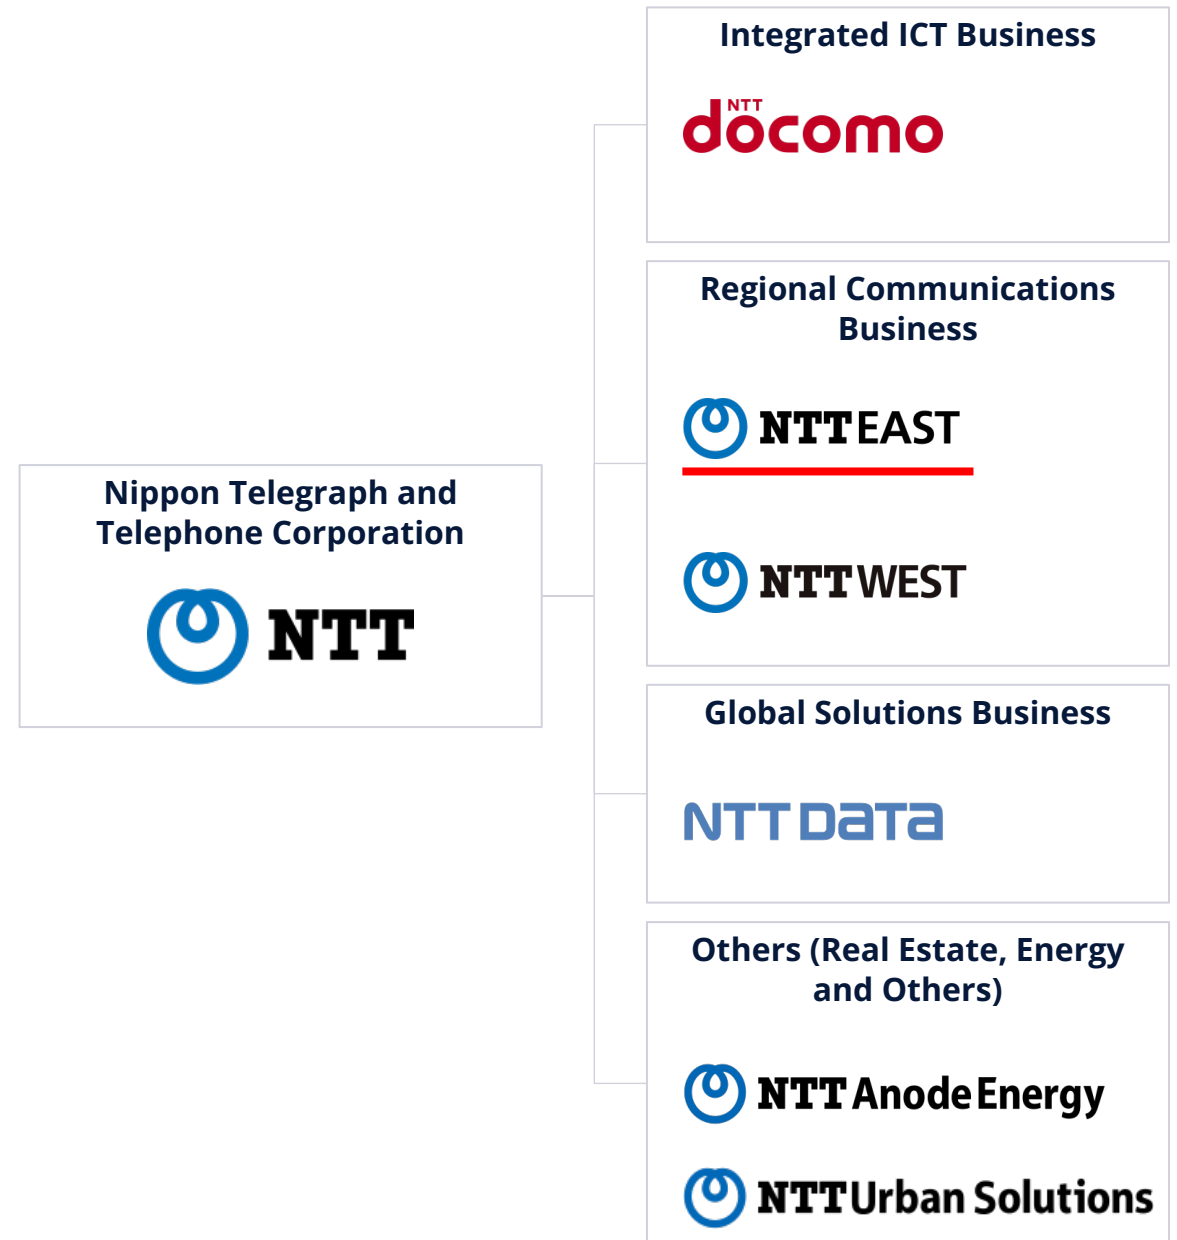 Integrated ICT Business
NTT
docomo
Regional Communications
Business
NTT EAST
NTT WEST
Nippon Telegraph and
Telephone Corporation
NTT
Global Solutions Business
NTT DATA
Others (Real Estate, Energy
and Others)
NTT Anode Energy
NTT Urban Solutions